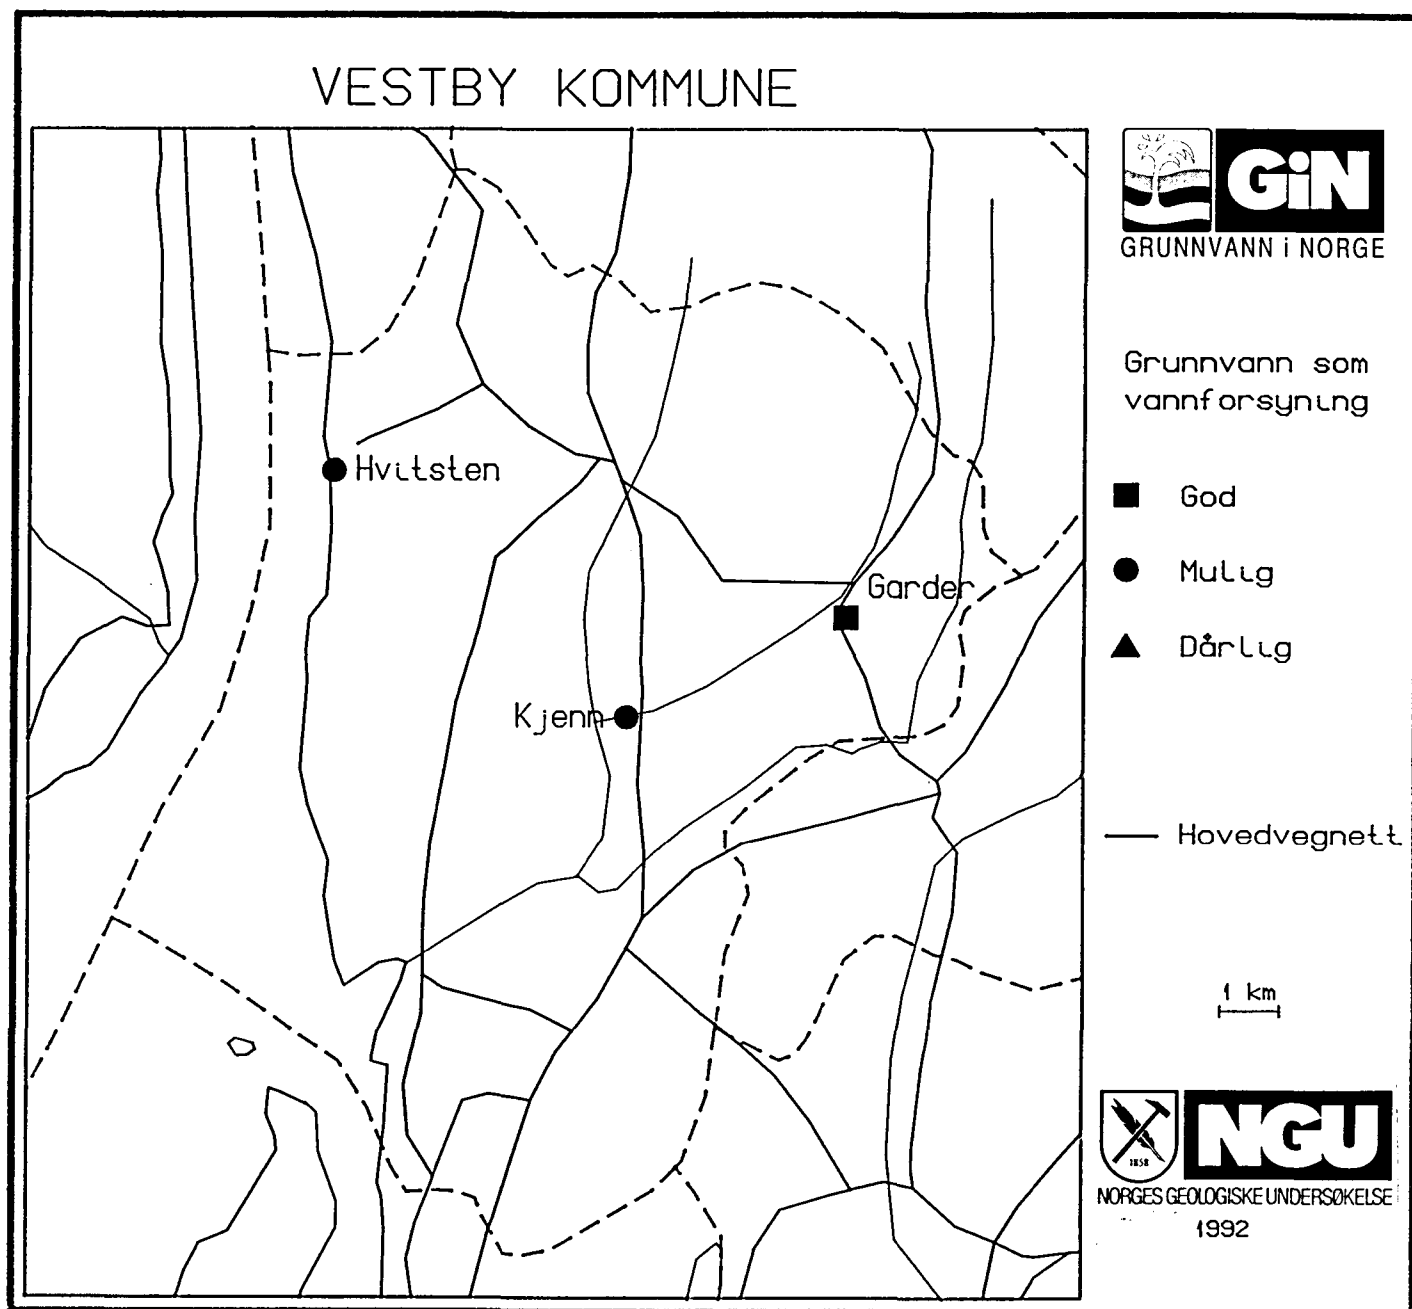 VESTBY KOMMUNE
GiN
GRUNNVANN i NORGE
Grunnvann som
vannforsyning
Hvitsten
God
Mulig
Garder
Dårlig
Kjenn
Hovedvegnett
1 km
1858
NGU
NORGES GEOLOGISKE UNDERSØKELSE
1992